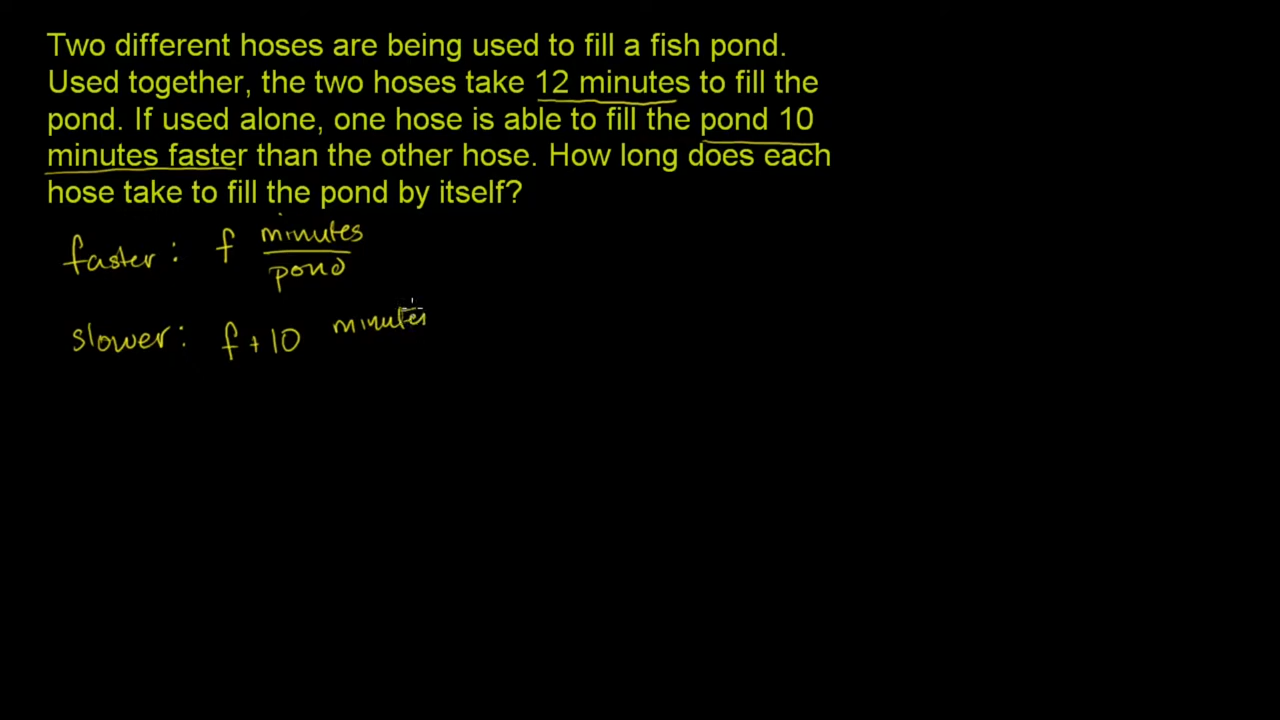 Two different hoses are being used to fill a fish pond.
Used together, the two hoses take 12 minutes to fill the
pond. If used alone, one hose is able to fill the pond 10
minutes faster than the other hose. How long does each
hose take to fill the pond by itself?
faster: f minutes
pond
slower: f + 10 minutes